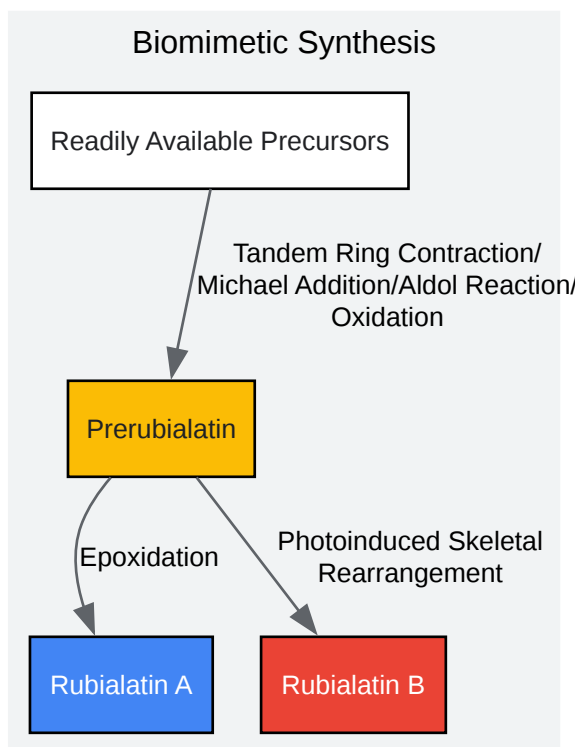 Biomimetic Synthesis
Readily Available Precursors
Tandem Ring Contraction/
Michael Addition/Aldol Reaction/
Oxidation
Prerubialatin
Epoxidation
Photoinduced Skeletal
Rearrangement
Rubialatin A
Rubialatin B